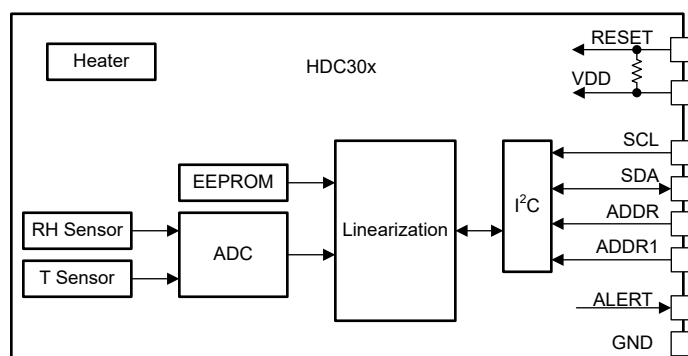 RESET
Heater
HDC30x
VDD
SCL
EEPROM
SDA
I²C
RH Sensor
ADC
Linearization
ADDR
T Sensor
ADDR1
ALERT
GND